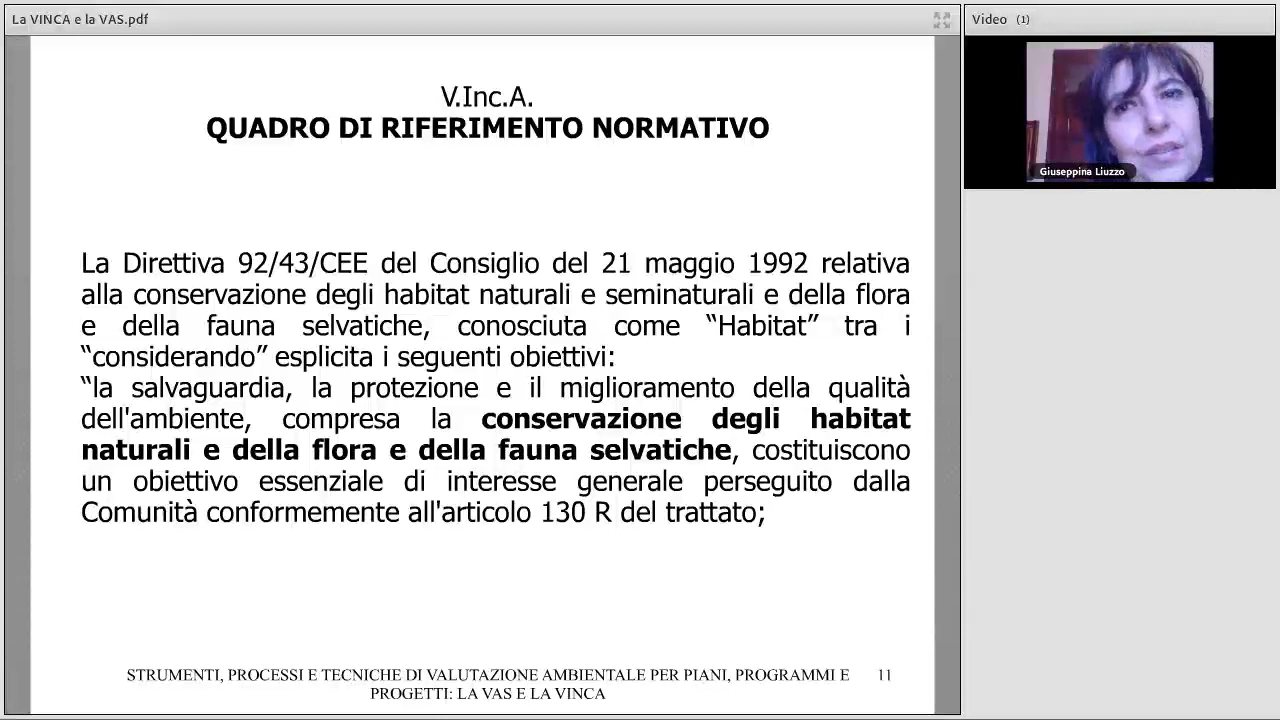 La VINCA e la VAS.pdf
Video (1)
Giuseppina Liuzzo
V.Inc.A.
QUADRO DI RIFERIMENTO NORMATIVO
La Direttiva 92/43/CEE del Consiglio del 21 maggio 1992 relativa
alla conservazione degli habitat naturali e seminaturali e della flora
e della fauna selvatiche, conosciuta come “Habitat” tra i
“considerando” esplicita i seguenti obiettivi:
“la salvaguardia, la protezione e il miglioramento della qualità
dell'ambiente, compresa la conservazione degli habitat
naturali e della flora e della fauna selvatiche, costituiscono
un obiettivo essenziale di interesse generale perseguito dalla
Comunità conformemente all'articolo 130 R del trattato;
STRUMENTI, PROCESSI E TECNICHE DI VALUTAZIONE AMBIENTALE PER PIANI, PROGRAMMI E 11
PROGETTI: LA VAS E LA VINCA